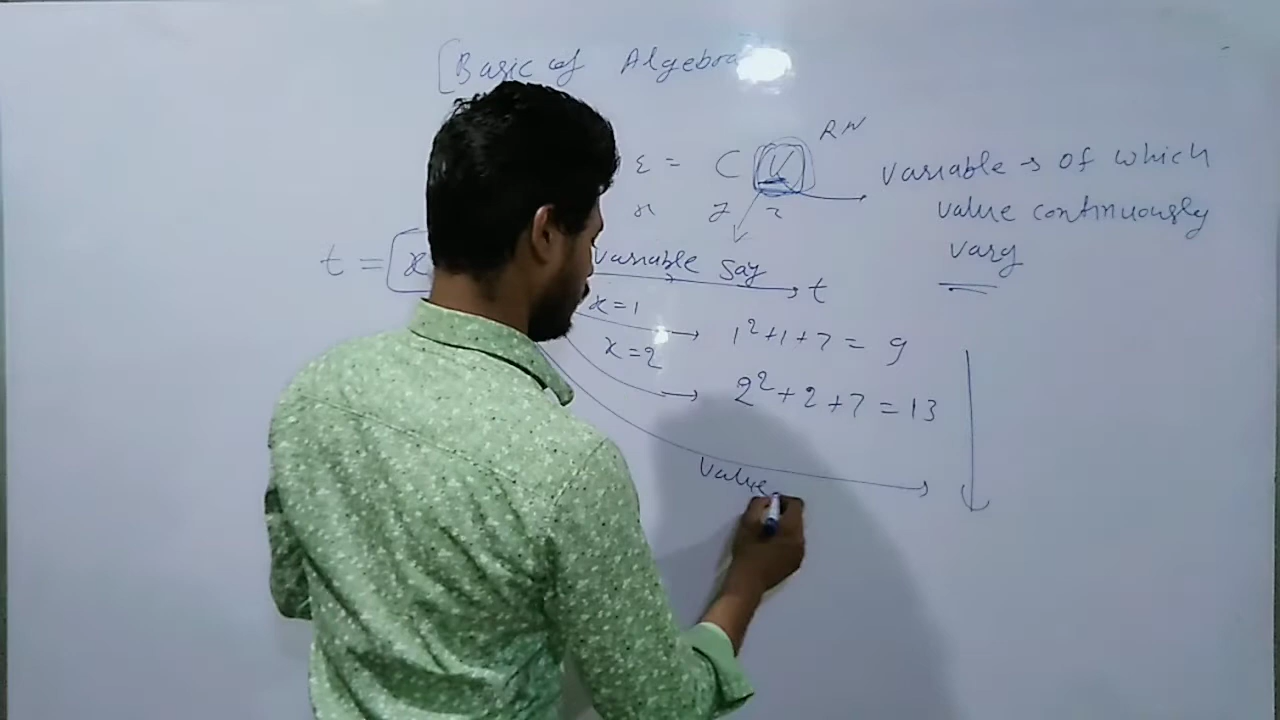 [Basic of Algebra
RN
ε = C V
variable → of which
value continuously
vary
x y z
t = x
variable say t
x=1
1²+1+7 = 9
x=2
2²+2+7 = 13
value